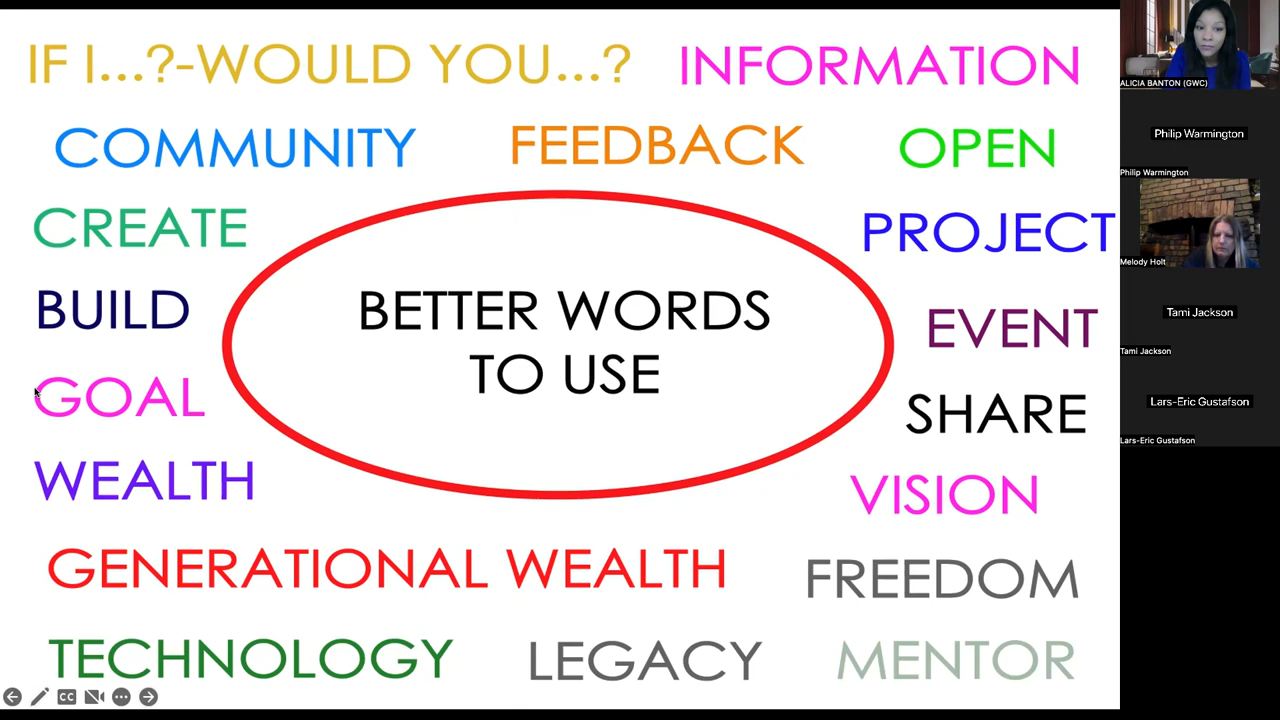 IF I...?-WOULD YOU...?
INFORMATION
COMMUNITY
FEEDBACK
OPEN
CREATE
PROJECT
BUILD
BETTER WORDS
TO USE
EVENT
GOAL
SHARE
WEALTH
VISION
GENERATIONAL WEALTH
FREEDOM
TECHNOLOGY
LEGACY
MENTOR
CC
ALICIA BANTON (GWC)
Philip Warmington
Philip Warmington
Melody Holt
Tami Jackson
Tami Jackson
Lars-Eric Gustafson
Lars-Eric Gustafson